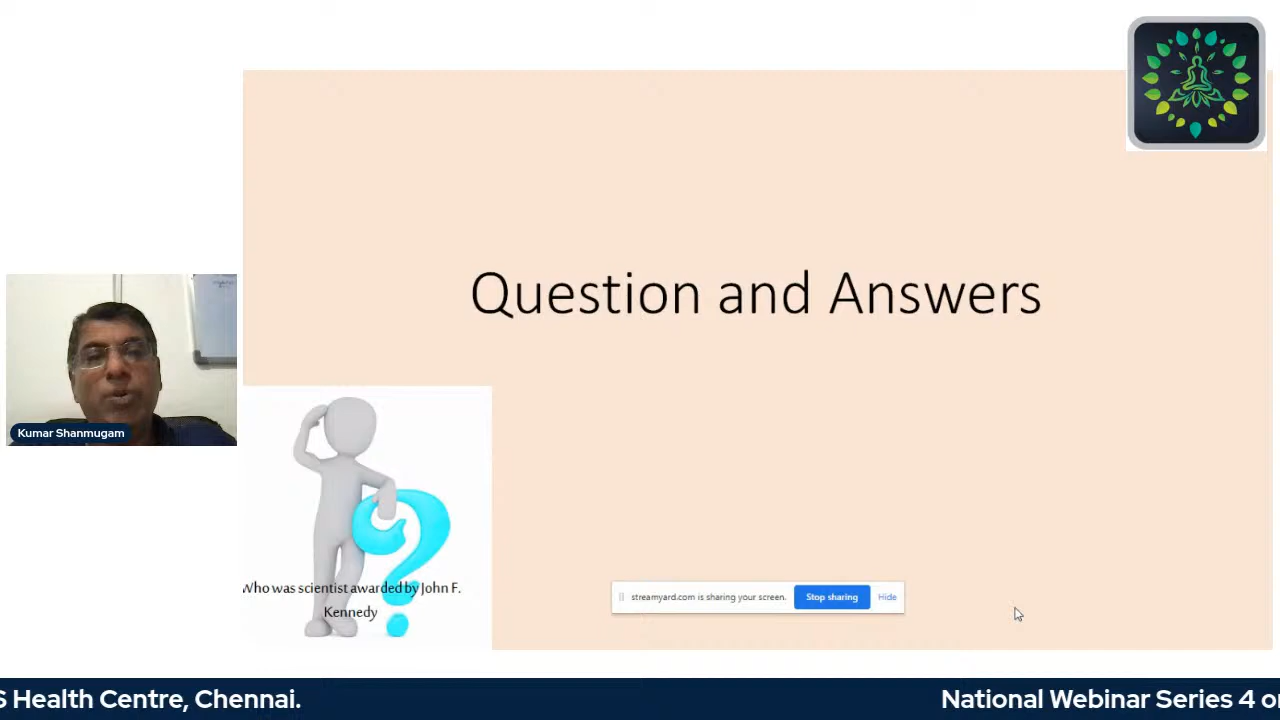 Question and Answers
Kumar Shanmugam
Who was scientist awarded by John F.
Kennedy
streamyard.com is sharing your screen. Stop sharing Hide
S Health Centre, Chennai. National Webinar Series 4 on